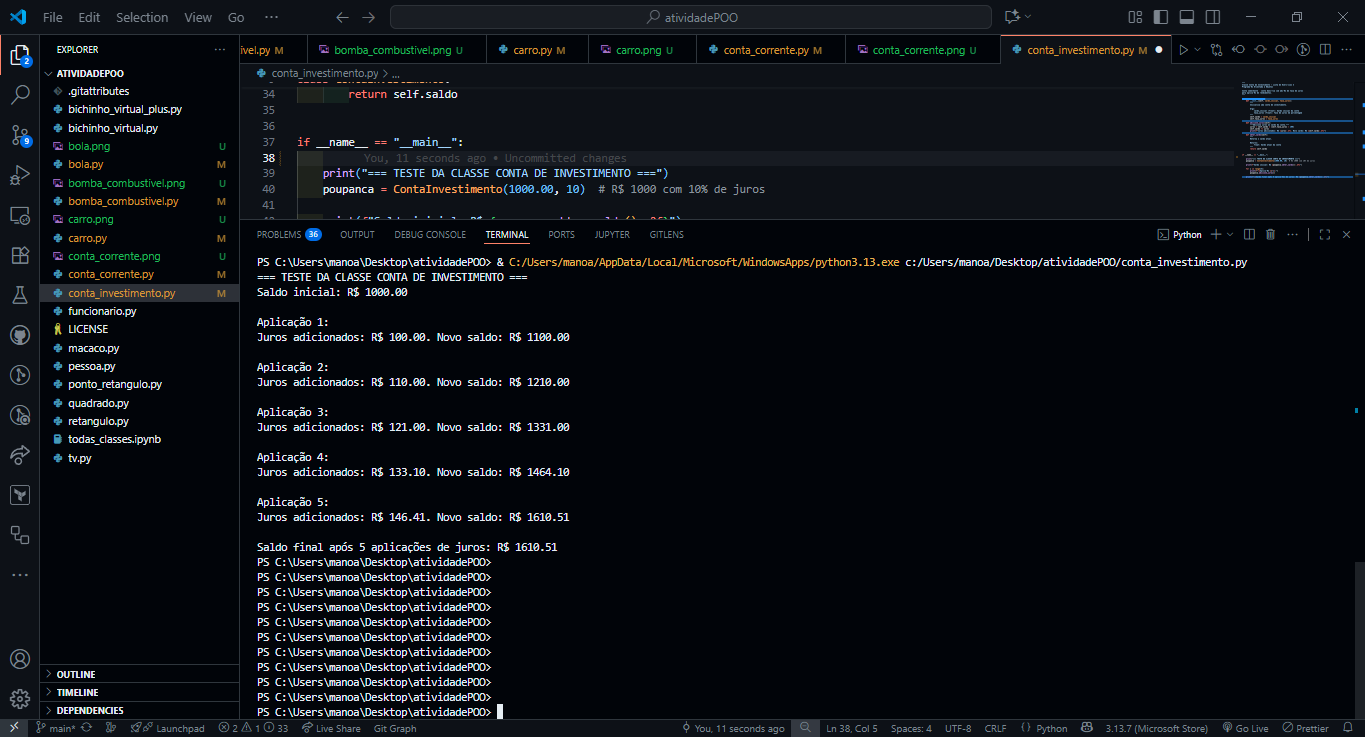 File Edit Selection View Go ··· atividadePOO
EXPLORER ···
ATIVIDADEPOO
.gitattributes
bichinho_virtual_plus.py
bichinho_virtual.py
bola.png U
bola.py M
bomba_combustivel.png U
bomba_combustivel.py M
carro.png U
carro.py M
conta_corrente.png U
conta_corrente.py M
conta_investimento.py M
funcionario.py
LICENSE
macaco.py
pessoa.py
ponto_retangulo.py
quadrado.py
retangulo.py
todas_classes.ipynb
tv.py
OUTLINE
TIMELINE
DEPENDENCIES
2
9
ivel.py M bomba_combustivel.png U carro.py M carro.png U conta_corrente.py M conta_corrente.png U conta_investimento.py M
conta_investimento.py > ...
34 return self.saldo
35
36
37 if __name__ == "__main__":
38 You, 11 seconds ago • Uncommitted changes
39 print("=== TESTE DA CLASSE CONTA DE INVESTIMENTO ===")
40 poupanca = ContaInvestimento(1000.00, 10) # R$ 1000 com 10% de juros
41
PROBLEMS 36 OUTPUT DEBUG CONSOLE TERMINAL PORTS JUPYTER GITLENS Python
PS C:\Users\manoa\Desktop\atividadePOO> & C:/Users/manoa/AppData/Local/Microsoft/WindowsApps/python3.13.exe c:/Users/manoa/Desktop/atividadePOO/conta_investimento.py
=== TESTE DA CLASSE CONTA DE INVESTIMENTO ===
Saldo inicial: R$ 1000.00
Aplicação 1:
Juros adicionados: R$ 100.00. Novo saldo: R$ 1100.00
Aplicação 2:
Juros adicionados: R$ 110.00. Novo saldo: R$ 1210.00
Aplicação 3:
Juros adicionados: R$ 121.00. Novo saldo: R$ 1331.00
Aplicação 4:
Juros adicionados: R$ 133.10. Novo saldo: R$ 1464.10
Aplicação 5:
Juros adicionados: R$ 146.41. Novo saldo: R$ 1610.51
Saldo final após 5 aplicações de juros: R$ 1610.51
PS C:\Users\manoa\Desktop\atividadePOO>
PS C:\Users\manoa\Desktop\atividadePOO>
PS C:\Users\manoa\Desktop\atividadePOO>
PS C:\Users\manoa\Desktop\atividadePOO>
PS C:\Users\manoa\Desktop\atividadePOO>
PS C:\Users\manoa\Desktop\atividadePOO>
PS C:\Users\manoa\Desktop\atividadePOO>
PS C:\Users\manoa\Desktop\atividadePOO>
PS C:\Users\manoa\Desktop\atividadePOO>
PS C:\Users\manoa\Desktop\atividadePOO>
PS C:\Users\manoa\Desktop\atividadePOO>
main* Launchpad 2 1 33 Live Share Git Graph You, 11 seconds ago Ln 38, Col 5 Spaces: 4 UTF-8 CRLF Python 3.13.7 (Microsoft Store) Go Live Prettier